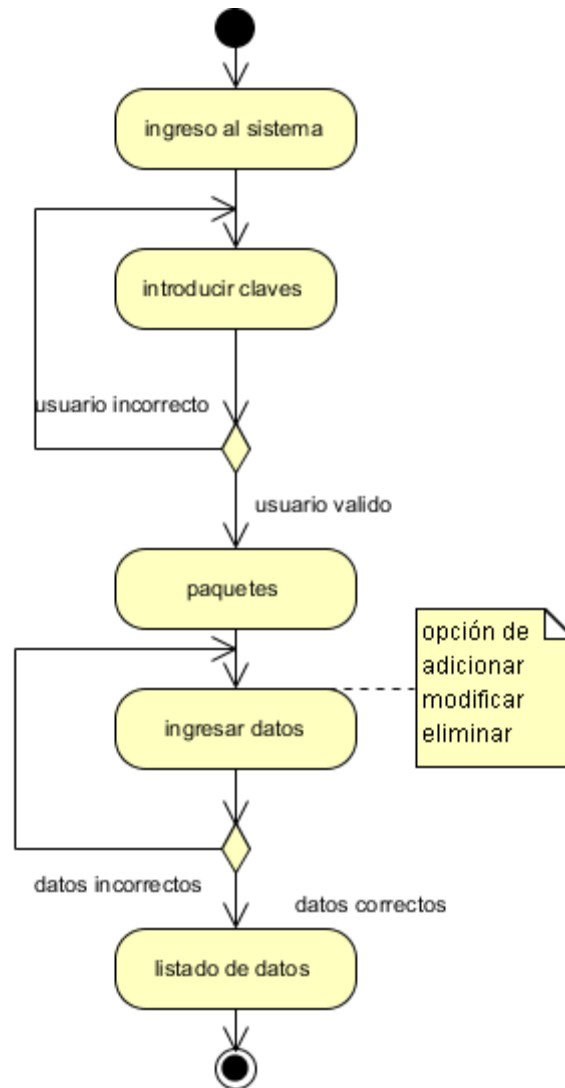 ingreso al sistema
introducir claves
usuario incorrecto
usuario valido
paquetes
opción de
adicionar
modificar
eliminar
ingresar datos
datos incorrectos
datos correctos
listado de datos